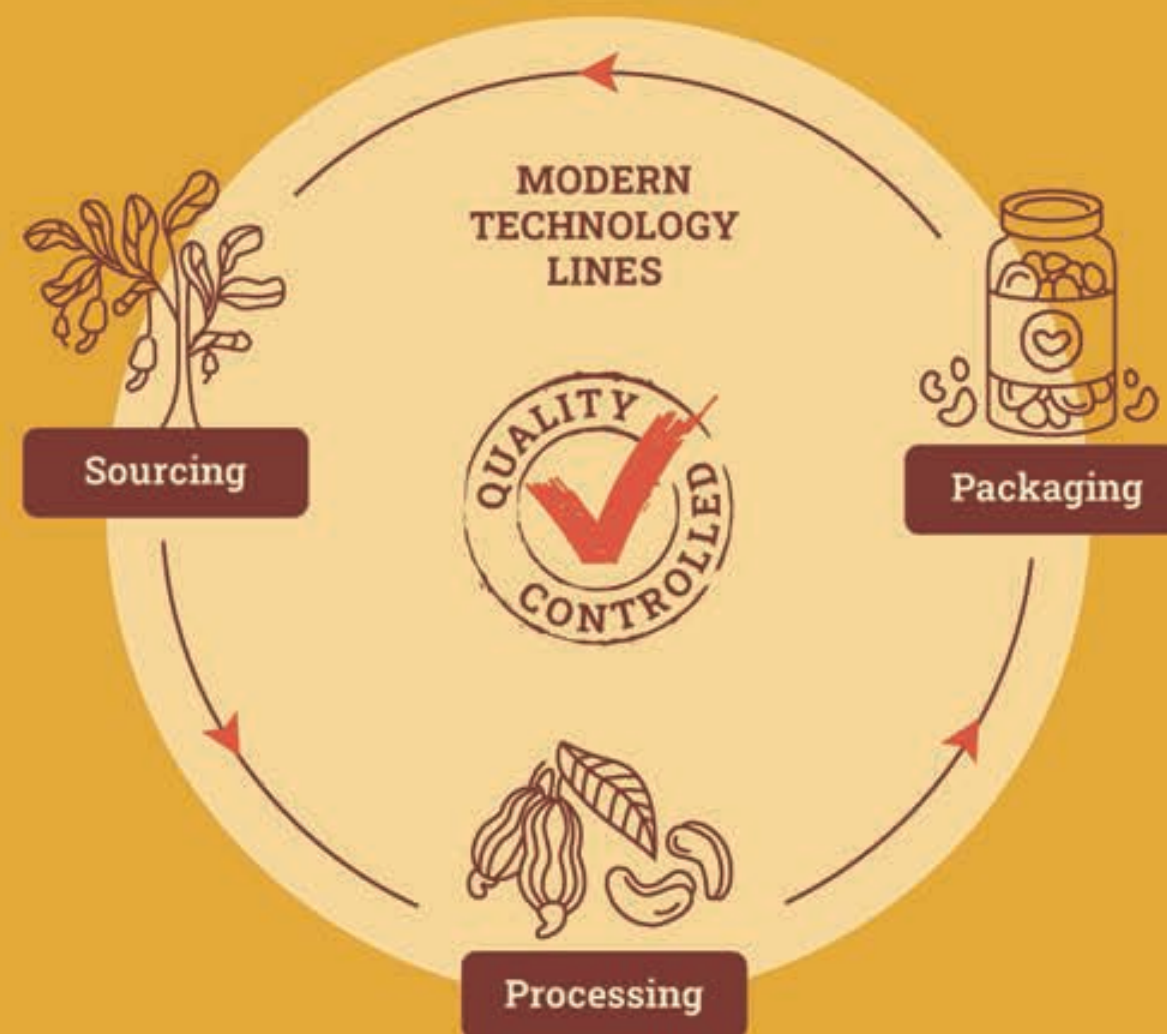 MODERN
TECHNOLOGY
LINES
Sourcing
QUALITY
CONTROLLED
Packaging
Processing